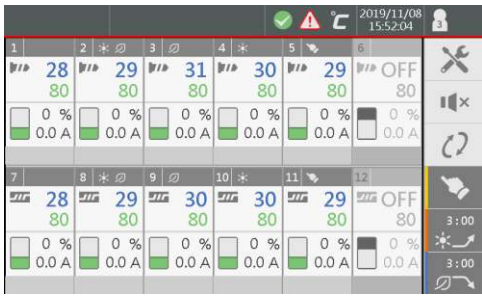 °C 2019/11/08
15:52:04 3
1 2 3 4 5 6
28 29 31 30 29 OFF
80 80 80 80 80 80
0 % 0 % 0 % 0 % 0 % 0 %
0.0 A 0.0 A 0.0 A 0.0 A 0.0 A 0.0 A
7 8 9 10 11 12
28 29 30 30 29 OFF
80 80 80 80 80 80
3:00
0 % 0 % 0 % 0 % 0 % 0 %
0.0 A 0.0 A 0.0 A 0.0 A 0.0 A 0.0 A
3:00